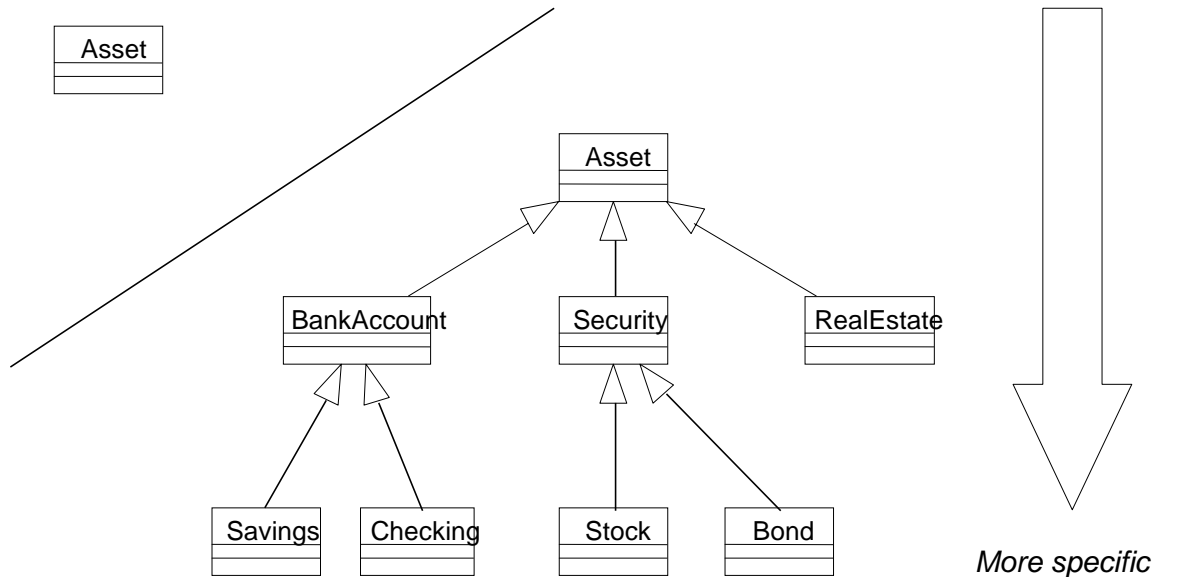 Asset
Asset
BankAccount
Security
RealEstate
Savings
Checking
Stock
Bond
More specific